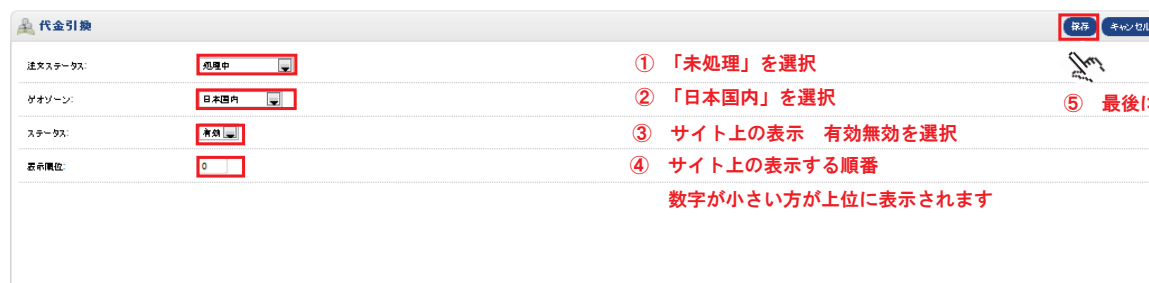 代金引換
保存 キャンセル
注文ステータス: 処理中 ① 「未処理」を選択
ゲオゾーン: 日本国内 ② 「日本国内」を選択
⑤ 最後に
ステータス: 有効 ③ サイト上の表示 有効無効を選択
表示順位: 0 ④ サイト上の表示する順番
数字が小さい方が上位に表示されます